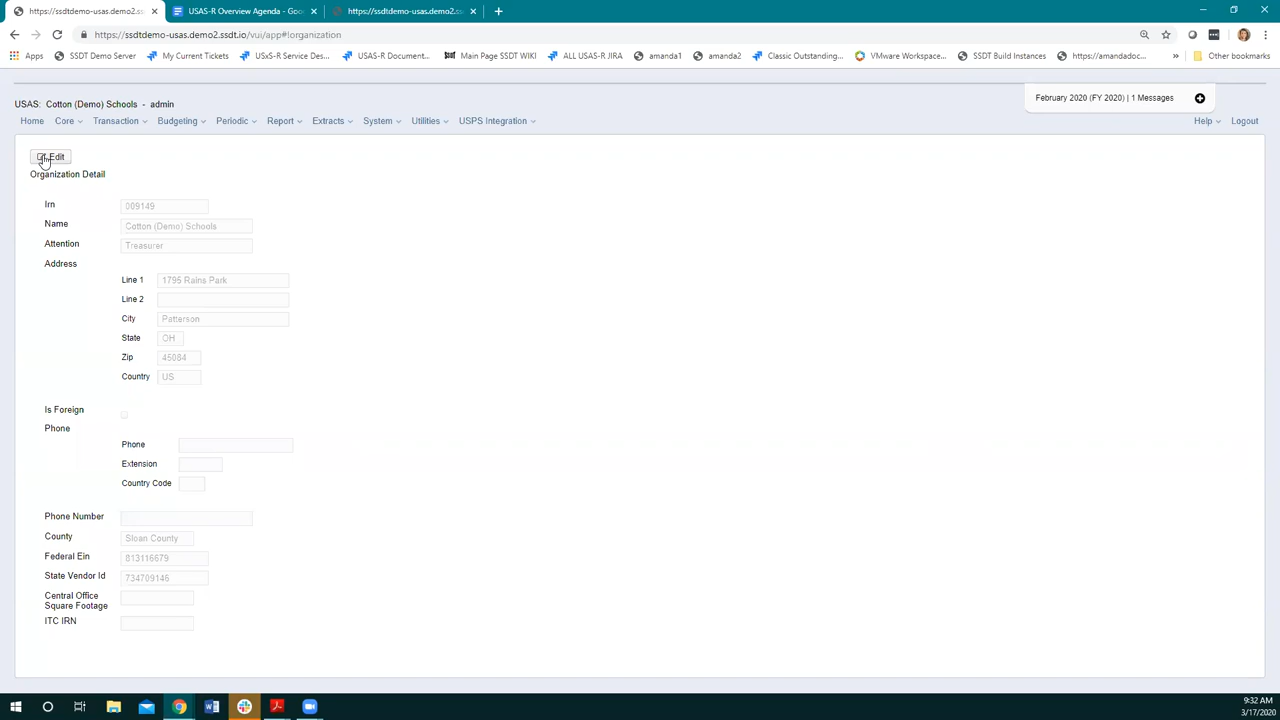 https://ssdtdemo-usas.demo2.ssdt.io/ USAS-R Overview Agenda - Goo https://ssdtdemo-usas.demo2.ssdt.
https://ssdtdemo-usas.demo2.ssdt.io/vui/app#!organization
Apps SSDT Demo Server My Current Tickets USxS-R Service Des... USAS-R Document... Main Page SSDT WIKI ALL USAS-R JIRA amanda1 amanda2 Classic Outstanding... VMware Workspace... SSDT Build Instances https://amandadoc... » Other bookmarks
USAS: Cotton (Demo) Schools - admin
February 2020 (FY 2020) | 1 Messages
Home Core Transaction Budgeting Periodic Report Extracts System Utilities USPS Integration Help Logout
Edit
Organization Detail
Irn 009149
Name Cotton (Demo) Schools
Attention Treasurer
Address
Line 1 1795 Rains Park
Line 2
City Patterson
State OH
Zip 45084
Country US
Is Foreign
Phone
Phone
Extension
Country Code
Phone Number
County Sloan County
Federal Ein 813116679
State Vendor Id 734709146
Central Office
Square Footage
ITC IRN
9:32 AM
3/17/2020